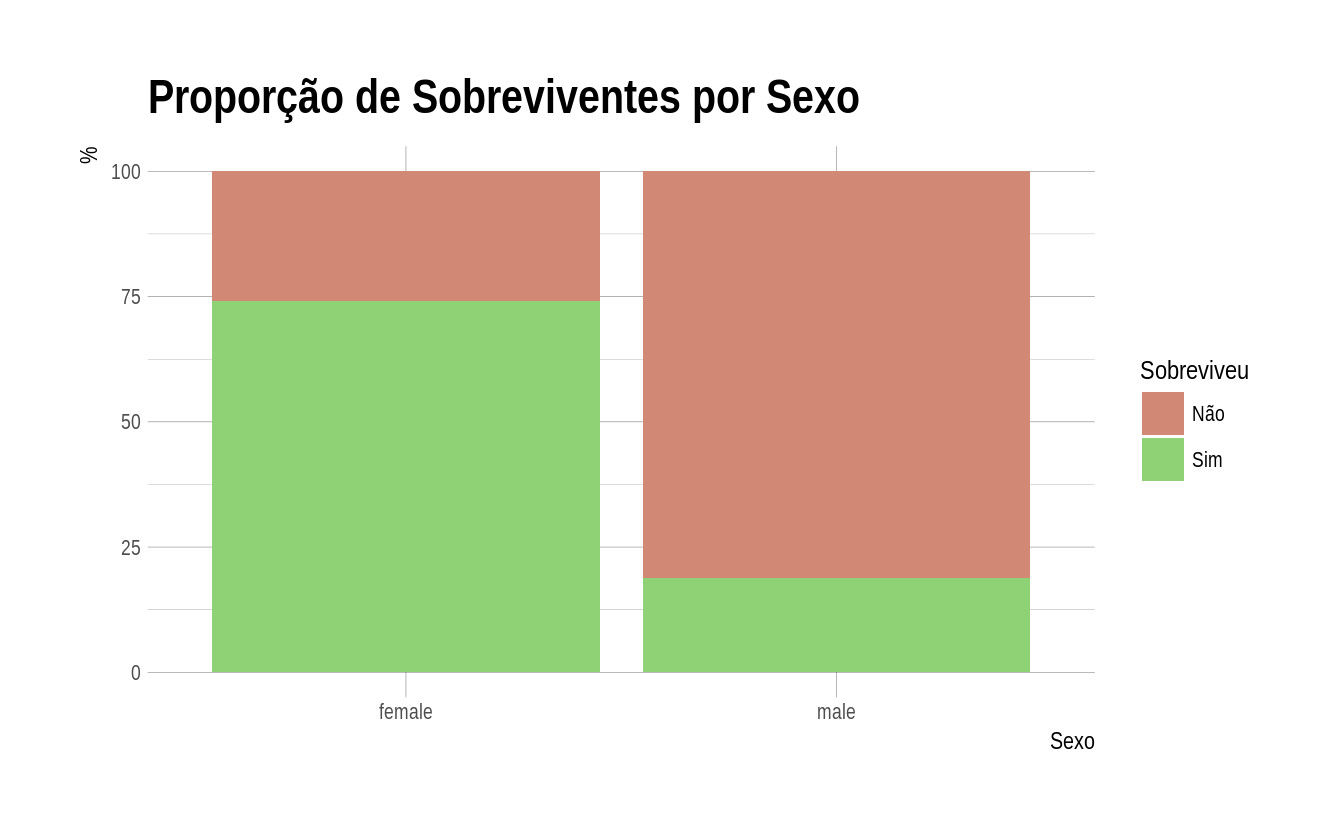 Proporção de Sobreviventes por Sexo
%
100
75
50
25
0
female
male
Sexo
Sobreviveu
Não
Sim